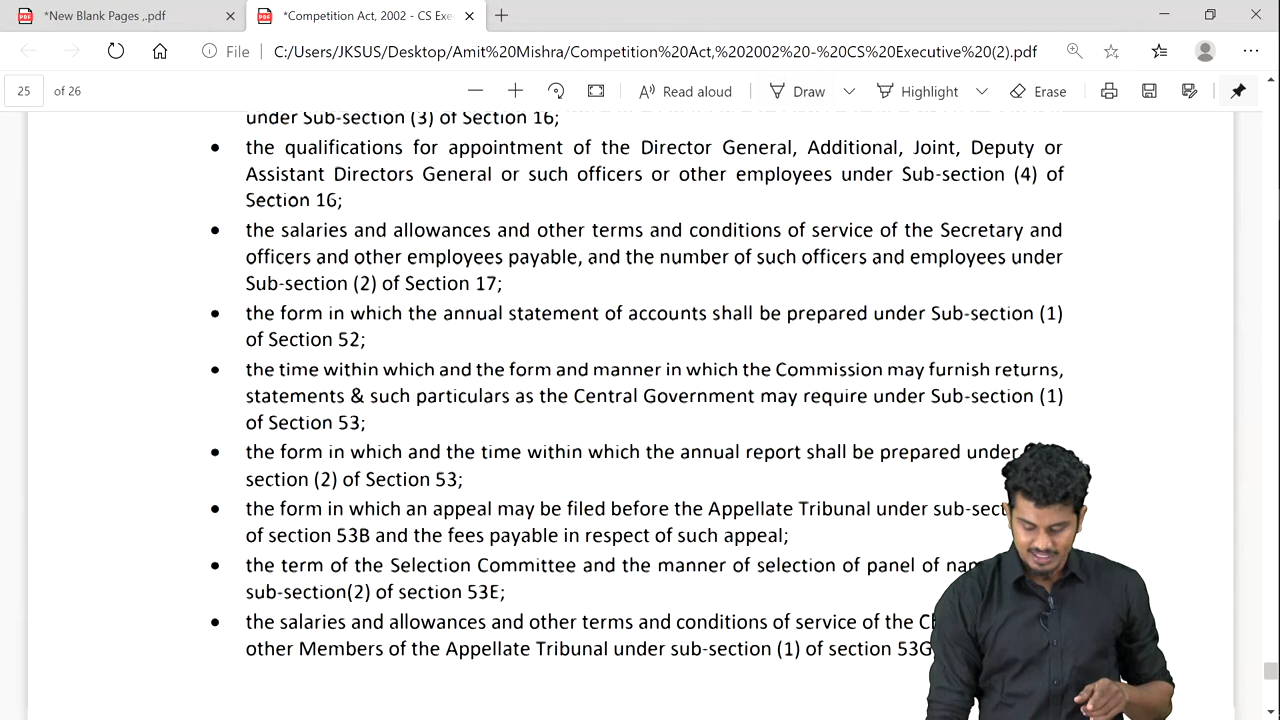 *New Blank Pages ,.pdf
*Competition Act, 2002 - CS Exe
File
C:/Users/JKSUS/Desktop/Amit%20Mishra/Competition%20Act,%202002%20-%20CS%20Executive%20(2).pdf
25 of 26
Read aloud
Draw
Highlight
Erase
under Sub-section (3) of Section 16;
• the qualifications for appointment of the Director General, Additional, Joint, Deputy or
Assistant Directors General or such officers or other employees under Sub-section (4) of
Section 16;
• the salaries and allowances and other terms and conditions of service of the Secretary and
officers and other employees payable, and the number of such officers and employees under
Sub-section (2) of Section 17;
• the form in which the annual statement of accounts shall be prepared under Sub-section (1)
of Section 52;
• the time within which and the form and manner in which the Commission may furnish returns,
statements & such particulars as the Central Government may require under Sub-section (1)
of Section 53;
• the form in which and the time within which the annual report shall be prepared under
section (2) of Section 53;
• the form in which an appeal may be filed before the Appellate Tribunal under sub-sect
of section 53B and the fees payable in respect of such appeal;
• the term of the Selection Committee and the manner of selection of panel of nam
sub-section(2) of section 53E;
• the salaries and allowances and other terms and conditions of service of the
other Members of the Appellate Tribunal under sub-section (1) of section 53G